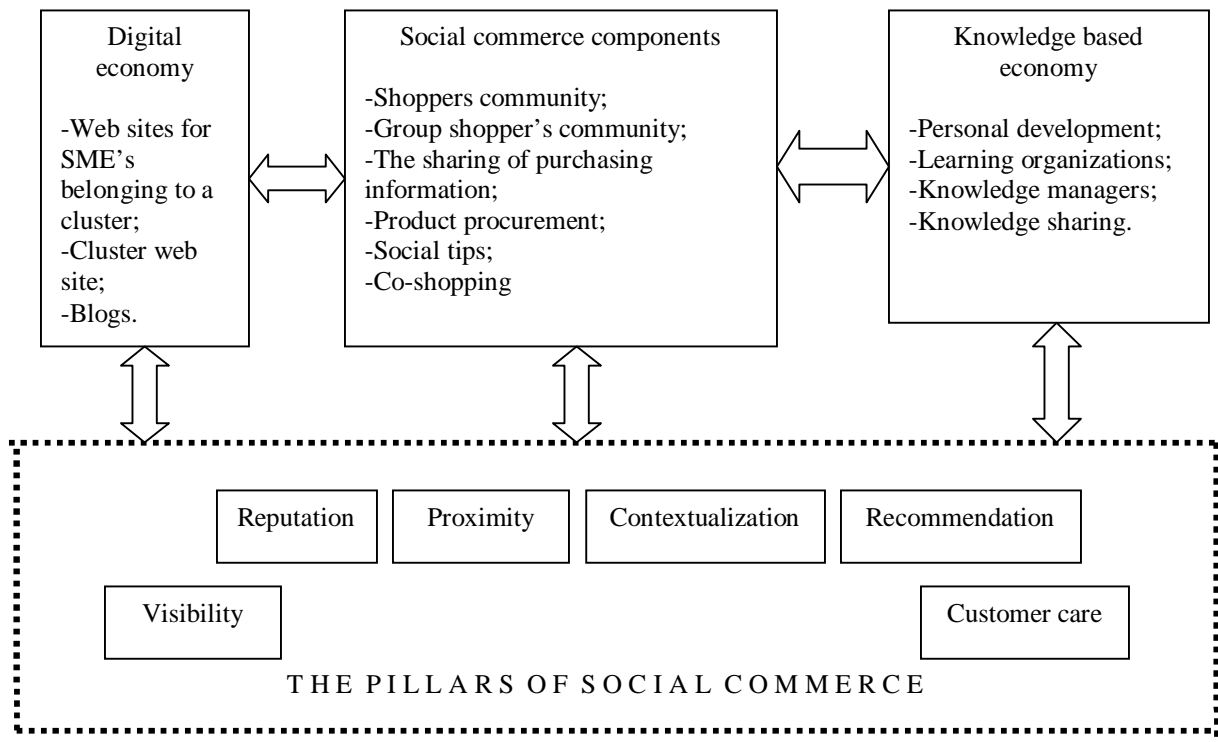 Digital
economy
-Web sites for
SME's
belonging to a
cluster;
-Cluster web
site;
-Blogs.
Social commerce components
-Shoppers community;
-Group shopper's community;
-The sharing of purchasing
information;
-Product procurement;
-Social tips;
-Co-shopping
Knowledge based
economy
-Personal development;
-Learning organizations;
-Knowledge managers;
-Knowledge sharing.
Reputation
Proximity
Contextualization
Recommendation
Visibility
Customer care
THE PILLARS OF SOCIAL COMMERCE